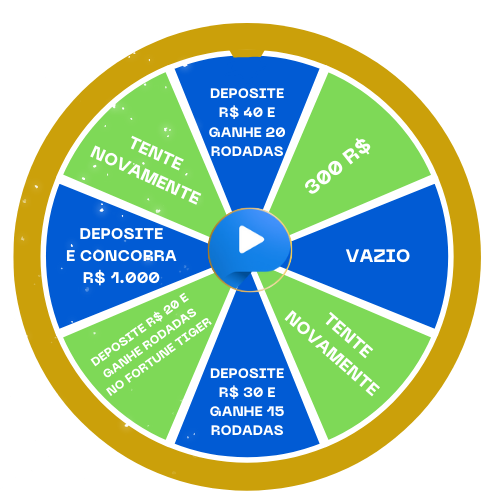 DEPOSITE
R$ 40 E
GANHE 20
RODADAS
300 R$
VAZIO
TENTE
NOVAMENTE
DEPOSITE
R$ 30 E
GANHE 15
RODADAS
DEPOSITE R$ 20 E
GANHE RODADAS
NO FORTUNE TIGER
DEPOSITE
E CONCORRA
R$ 1.000
TENTE
NOVAMENTE